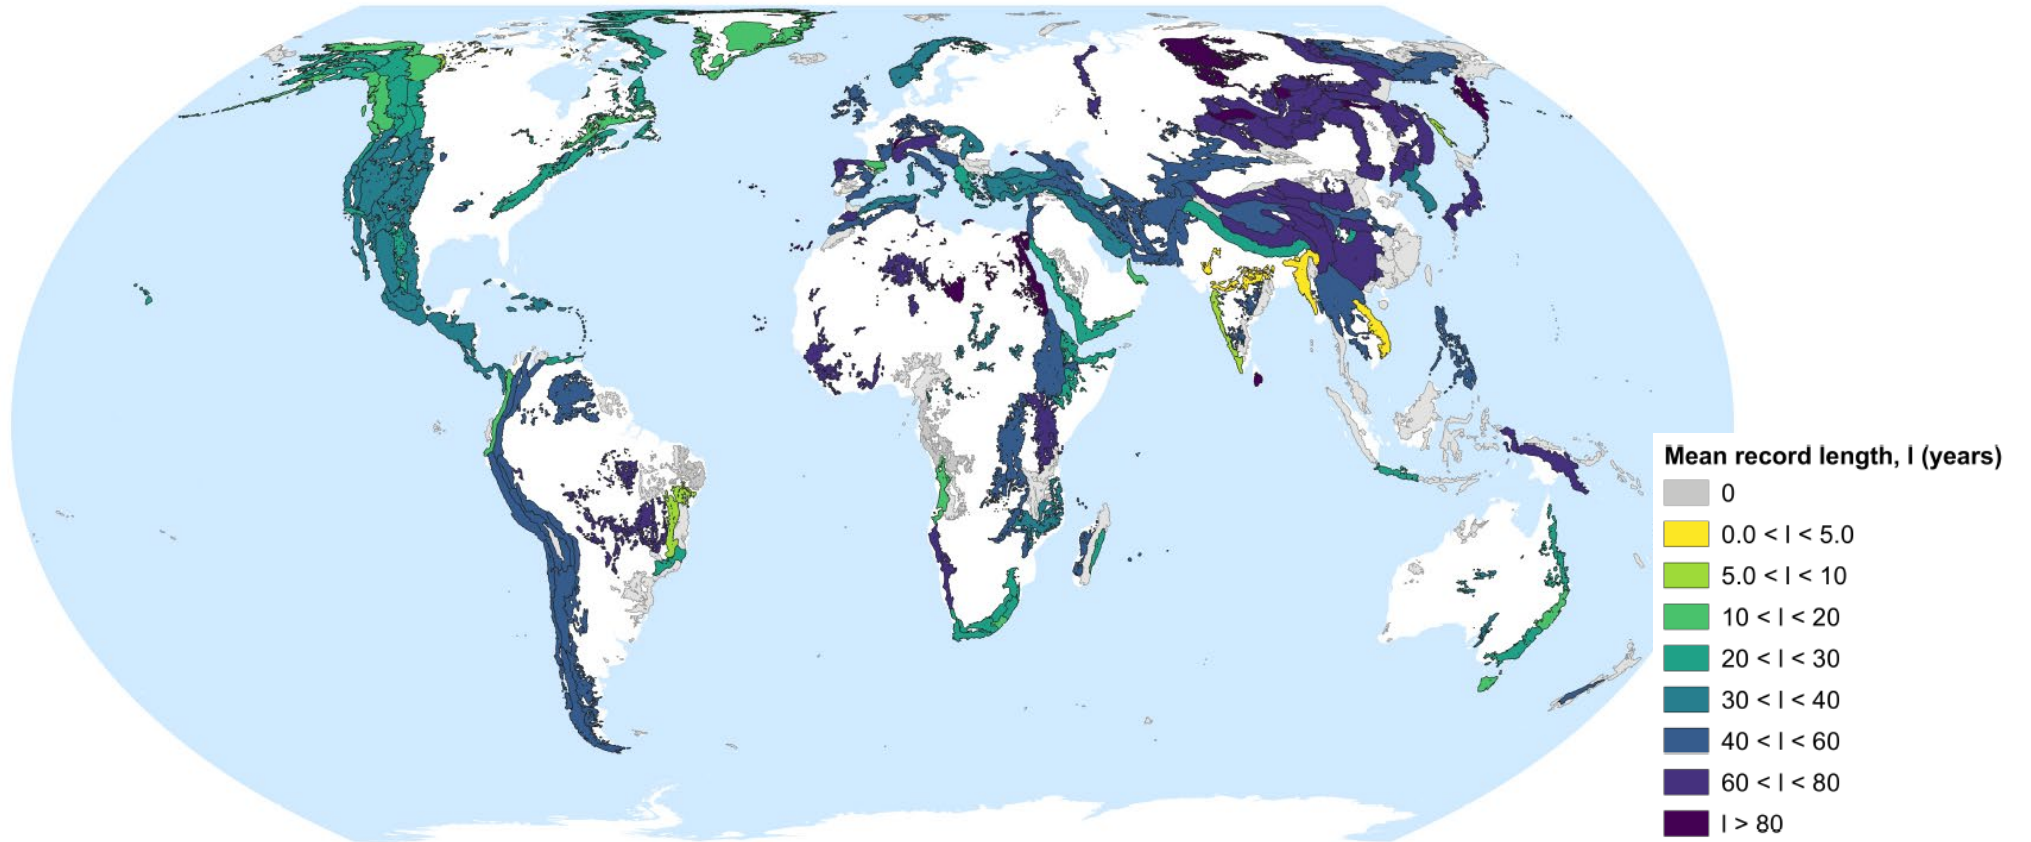 Mean record length, l (years)
0
0.0 < l < 5.0
5.0 < l < 10
10 < l < 20
20 < l < 30
30 < l < 40
40 < l < 60
60 < l < 80
l > 80